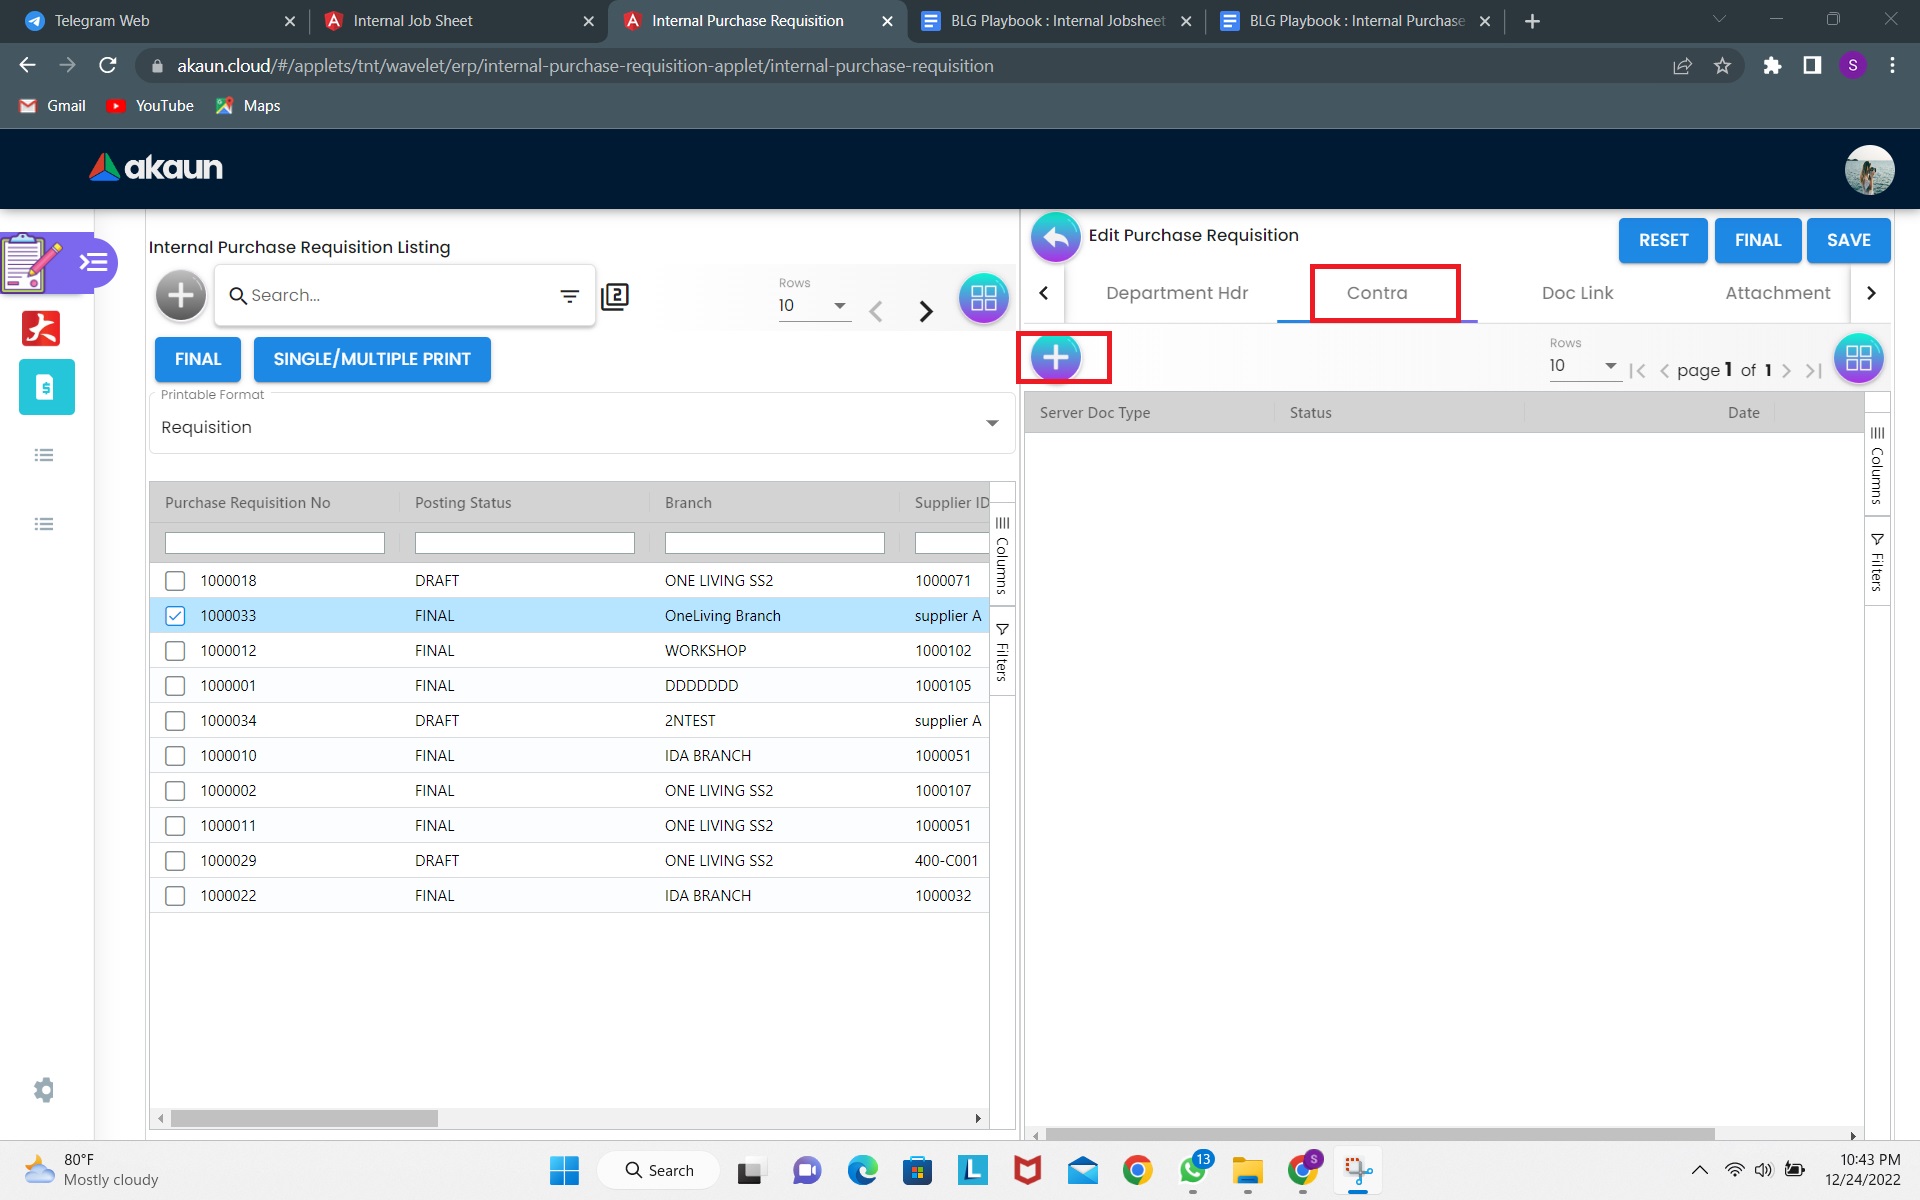 Telegram Web
Internal Job Sheet
Internal Purchase Requisition
BLG Playbook : Internal Jobsheet
BLG Playbook : Internal Purchase
akaun.cloud/#/applets/tnt/wavelet/erp/internal-purchase-requisition-applet/internal-purchase-requisition
S
Gmail
YouTube
Maps
akaun
Internal Purchase Requisition Listing
Search...
2
Rows
10
FINAL
SINGLE/MULTIPLE PRINT
Printable Format
Requisition
Purchase Requisition No Posting Status Branch Supplier ID
1000018 DRAFT ONE LIVING SS2 1000071
1000033 FINAL OneLiving Branch supplier A
1000012 FINAL WORKSHOP 1000102
1000001 FINAL DDDDDDD 1000105
1000034 DRAFT 2NTEST supplier A
1000010 FINAL IDA BRANCH 1000051
1000002 FINAL ONE LIVING SS2 1000107
1000011 FINAL ONE LIVING SS2 1000051
1000029 DRAFT ONE LIVING SS2 400-C001
1000022 FINAL IDA BRANCH 1000032
Columns
Filters
Edit Purchase Requisition
RESET
FINAL
SAVE
Department Hdr
Contra
Doc Link
Attachment
Rows
10
page 1 of 1
Server Doc Type Status Date
Columns
Filters
80°F
Mostly cloudy
Search
L
13
S
10:43 PM
12/24/2022